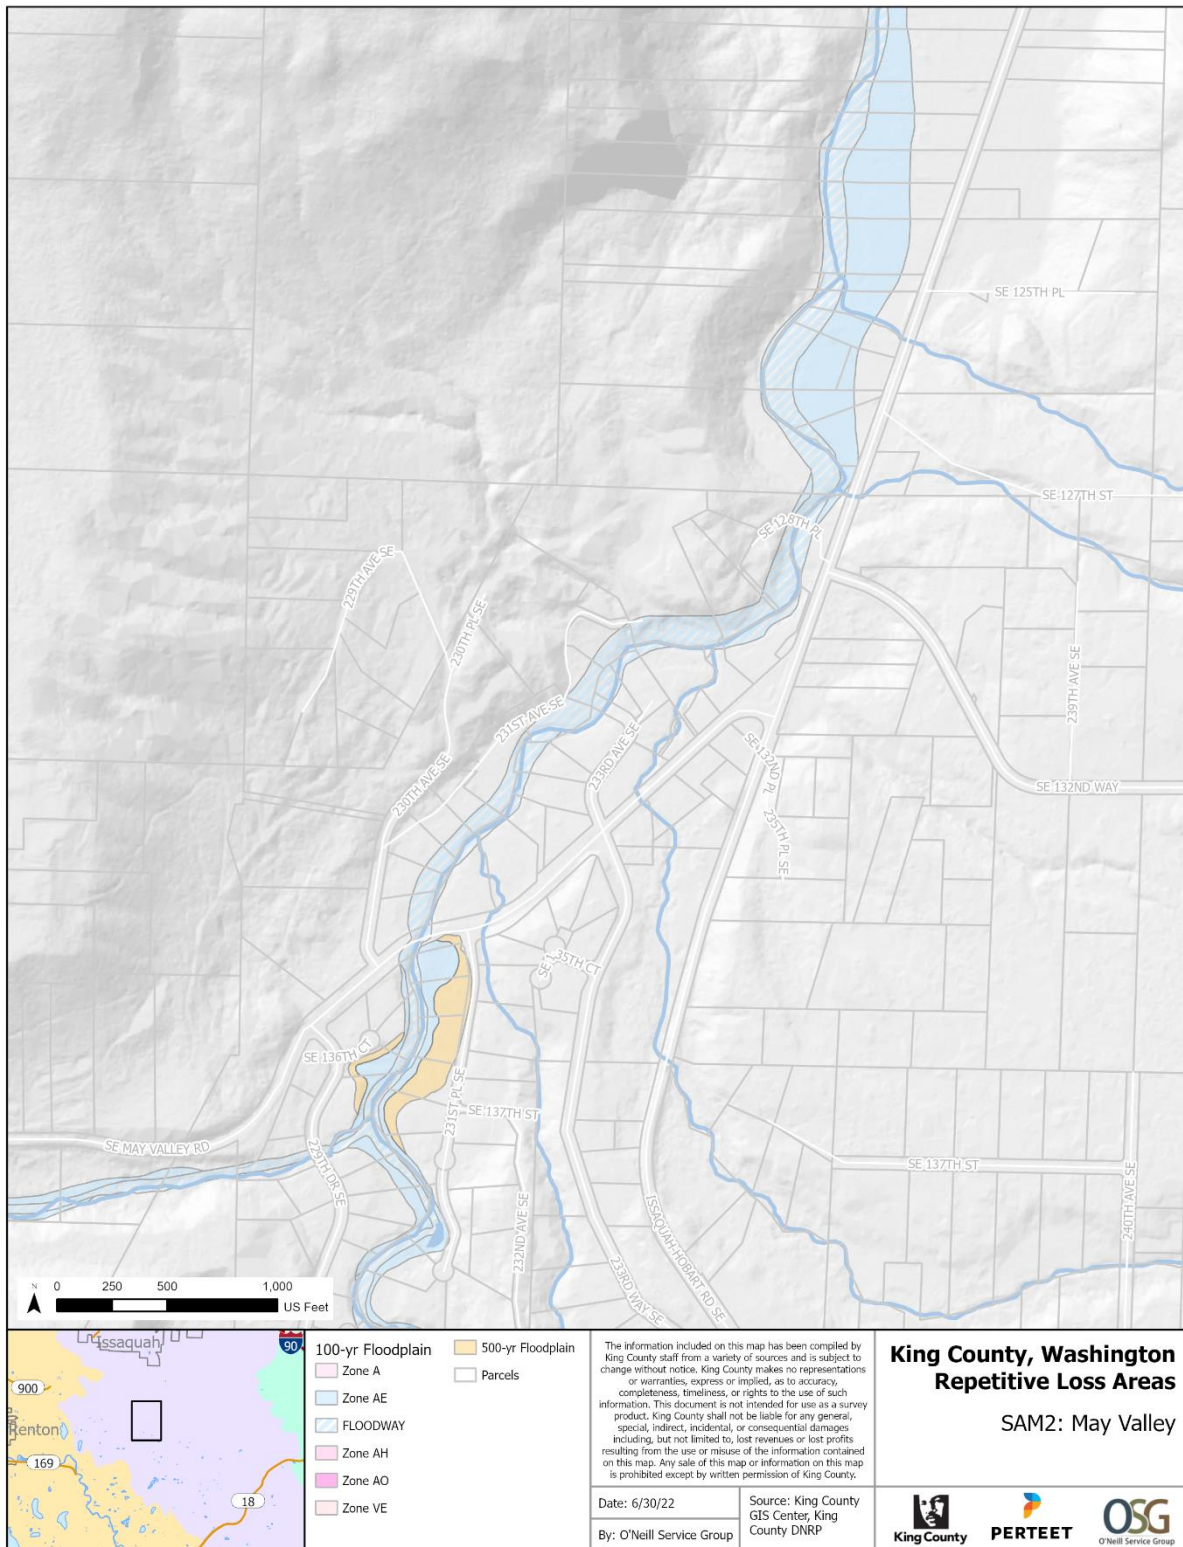 SE 125TH PL
SE 127TH ST
SE 128TH PL
229TH AVE SE
230TH PL SE
239TH AVE SE
231ST AVE SE
233RD AVE SE
SE 132ND PL
SE 132ND WAY
230TH AVE SE
235TH PL SE
SE 135TH CT
SE 136TH CT
231ST PL SE
SE 137TH ST
SE MAY VALLEY RD
229TH DR SE
SE 137TH ST
232ND AVE SE
ISSAQUAH-HOBART RD SE
240TH AVE SE
233RD WAY SE
N 0 250 500 1,000
US Feet
Issaquah
90
900
Renton
169
18
100-yr Floodplain
Zone A
Zone AE
FLOODWAY
Zone AH
Zone AO
Zone VE
500-yr Floodplain
Parcels
The information included on this map has been compiled by
King County staff from a variety of sources and is subject to
change without notice. King County makes no representations
or warranties, express or implied, as to accuracy,
completeness, timeliness, or rights to the use of such
information. This document is not intended for use as a survey
product. King County shall not be liable for any general,
special, indirect, incidental, or consequential damages
including, but not limited to, lost revenues or lost profits
resulting from the use or misuse of the information contained
on this map. Any sale of this map or information on this map
is prohibited except by written permission of King County.
Date: 6/30/22
By: O'Neill Service Group
Source: King County
GIS Center, King
County DNRP
King County, Washington
Repetitive Loss Areas
SAM2: May Valley
King County
PERTEET
OSG
O'Neill Service Group